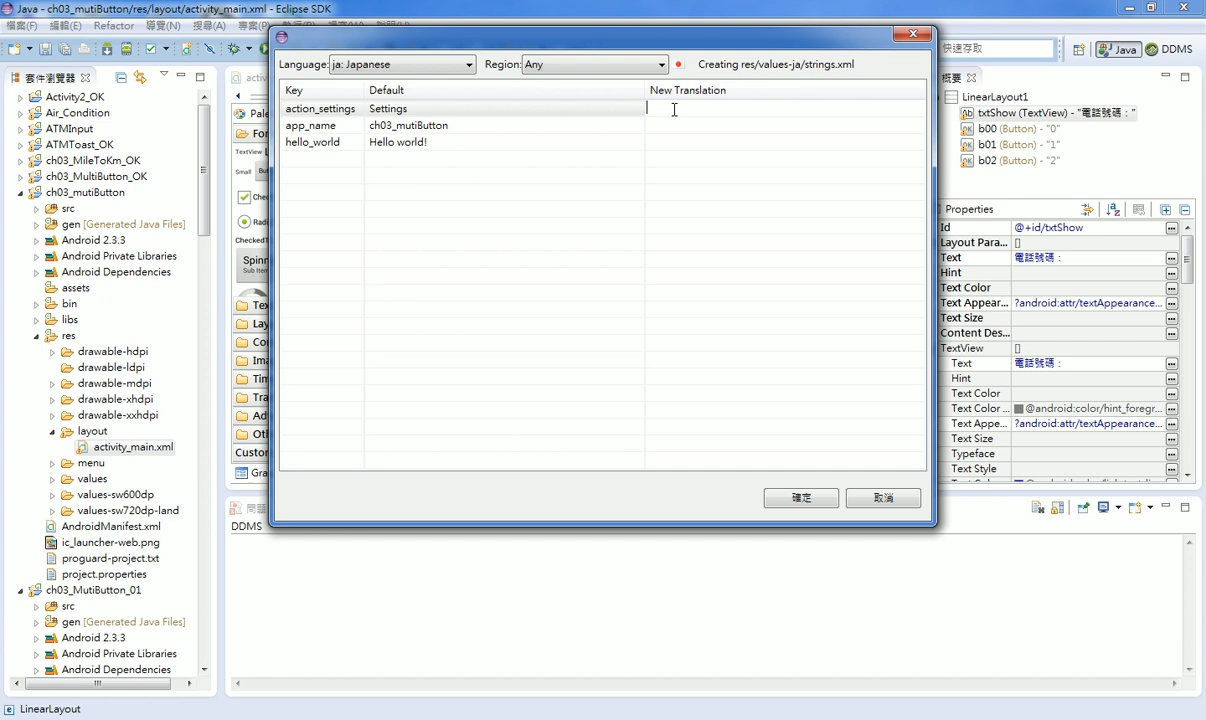 Java - ch03_mutiButton/res/layout/activity_main.xml - Eclipse SDK
檔案(F) 編輯(E) Refactor 導覽(N) 搜尋(A) 專案(P)
快速存取
Java
DDMS
套件瀏覽器
Activity2_OK
Air_Condition
ATMInput
ATMToast_OK
ch03_MileToKm_OK
ch03_MultiButton_OK
ch03_mutiButton
src
gen [Generated Java Files]
Android 2.3.3
Android Private Libraries
Android Dependencies
assets
bin
libs
res
drawable-hdpi
drawable-ldpi
drawable-mdpi
drawable-xhdpi
drawable-xxhdpi
layout
activity_main.xml
menu
values
values-sw600dp
values-sw720dp-land
AndroidManifest.xml
ic_launcher-web.png
proguard-project.txt
project.properties
ch03_MutiButton_01
src
gen [Generated Java Files]
Android 2.3.3
Android Private Libraries
Android Dependencies
LinearLayout
Language: ja: Japanese
Region: Any
Creating res/values-ja/strings.xml
Key Default New Translation
action_settings Settings
app_name ch03_mutiButton
hello_world Hello world!
確定 取消
DDMS
概要
LinearLayout1
txtShow (TextView) - "電話號碼："
b00 (Button) - "0"
b01 (Button) - "1"
b02 (Button) - "2"
Properties
Id @+id/txtShow
Layout Para... []
Text 電話號碼：
Hint
Text Color
Text Appear... ?android:attr/textAppearance...
Text Size
Content Des...
TextView []
Text 電話號碼：
Hint
Text Color
Text Color ... @android:color/hint_foregr...
Text Appe... ?android:attr/textAppearance...
Text Size
Typeface
Text Style